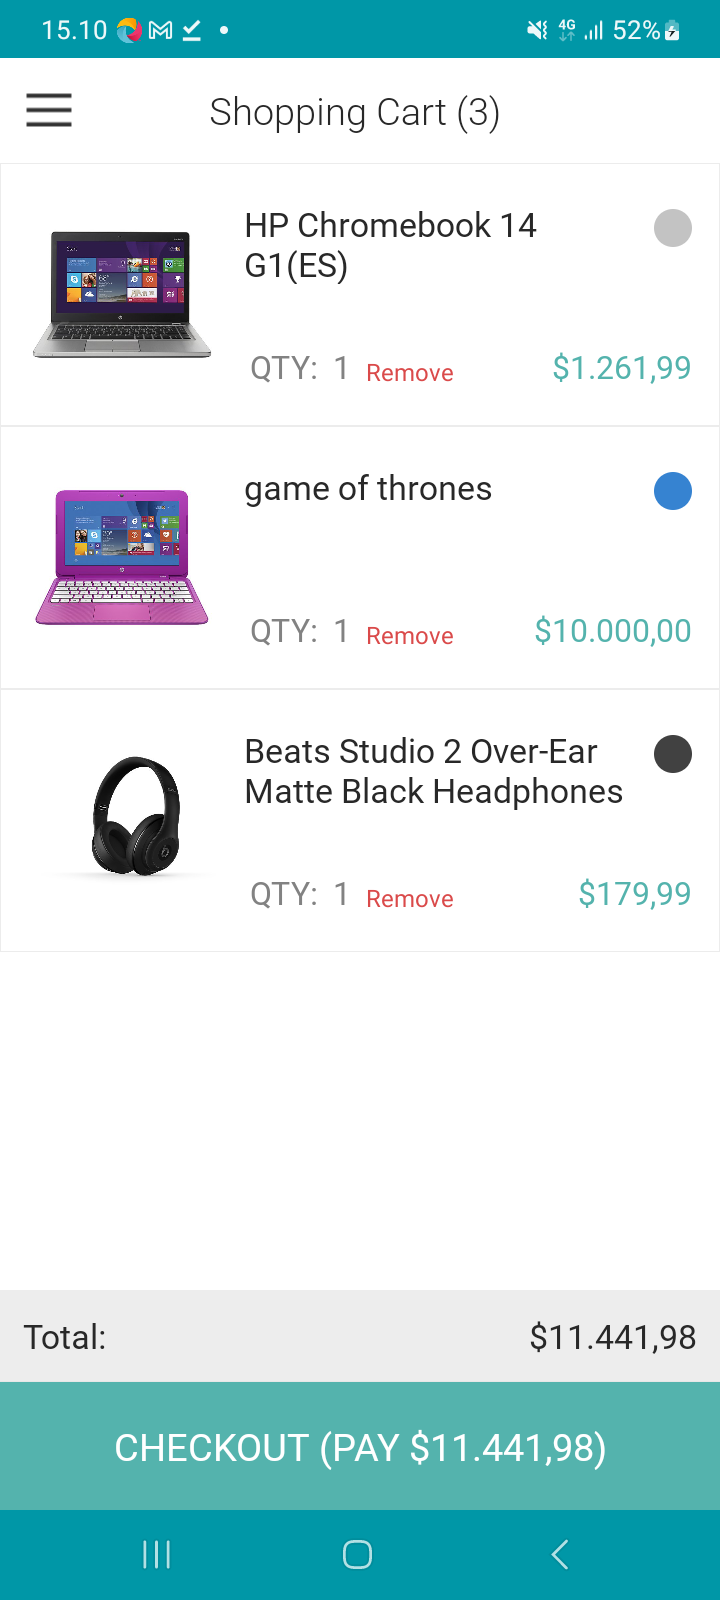 15.10
4G
52%
Shopping Cart (3)
HP Chromebook 14
G1(ES)
QTY: 1 Remove $1.261,99
game of thrones
QTY: 1 Remove $10.000,00
Beats Studio 2 Over-Ear
Matte Black Headphones
QTY: 1 Remove $179,99
Total: $11.441,98
CHECKOUT (PAY $11.441,98)